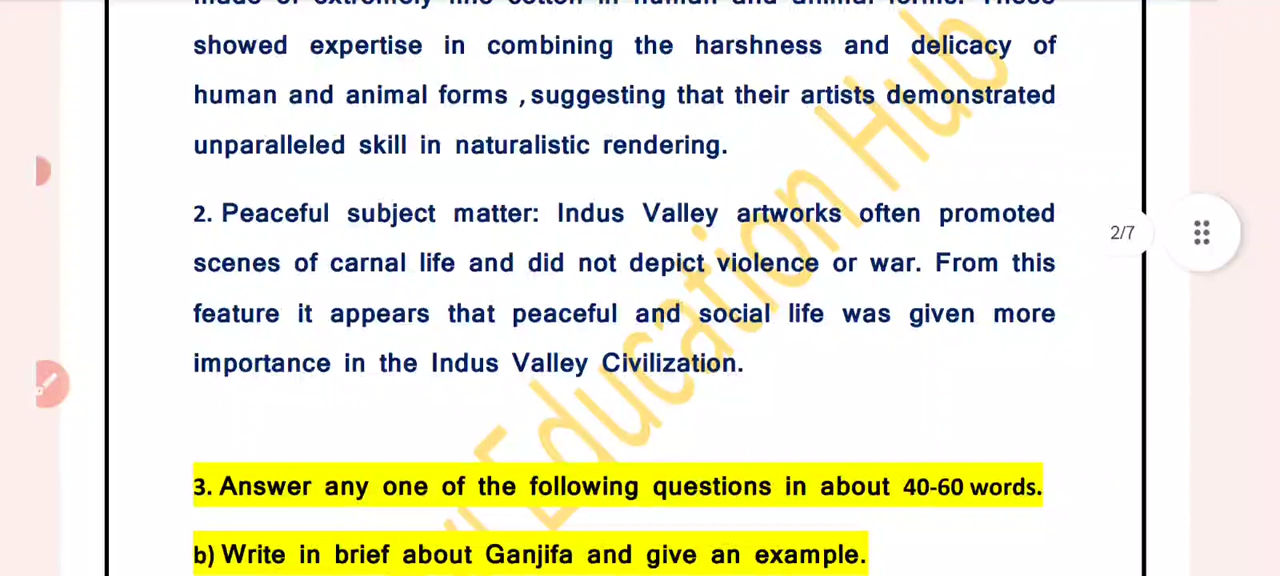 showed expertise in combining the harshness and delicacy of
human and animal forms ,suggesting that their artists demonstrated
unparalleled skill in naturalistic rendering.
2. Peaceful subject matter: Indus Valley artworks often promoted
scenes of carnal life and did not depict violence or war. From this
2/7
feature it appears that peaceful and social life was given more
importance in the Indus Valley Civilization.
3. Answer any one of the following questions in about 40-60 words.
b) Write in brief about Ganjifa and give an example.
Education Hub